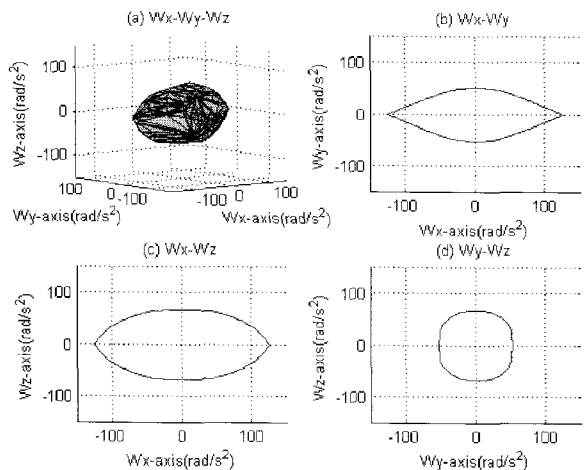 (a) Wx-Wy-Wz
Wz-axis(rad/s²)
100
0
-100
100
0
-100
-100
0
100
Wy-axis(rad/s²)
Wx-axis(rad/s²)
(b) Wx-Wy
Wy-axis(rad/s²)
100
0
-100
-100
0
100
Wx-axis(rad/s²)
(c) Wx-Wz
Wz-axis(rad/s²)
100
0
-100
-100
0
100
Wx-axis(rad/s²)
(d) Wy-Wz
Wz-axis(rad/s²)
100
0
-100
-100
0
100
Wy-axis(rad/s²)